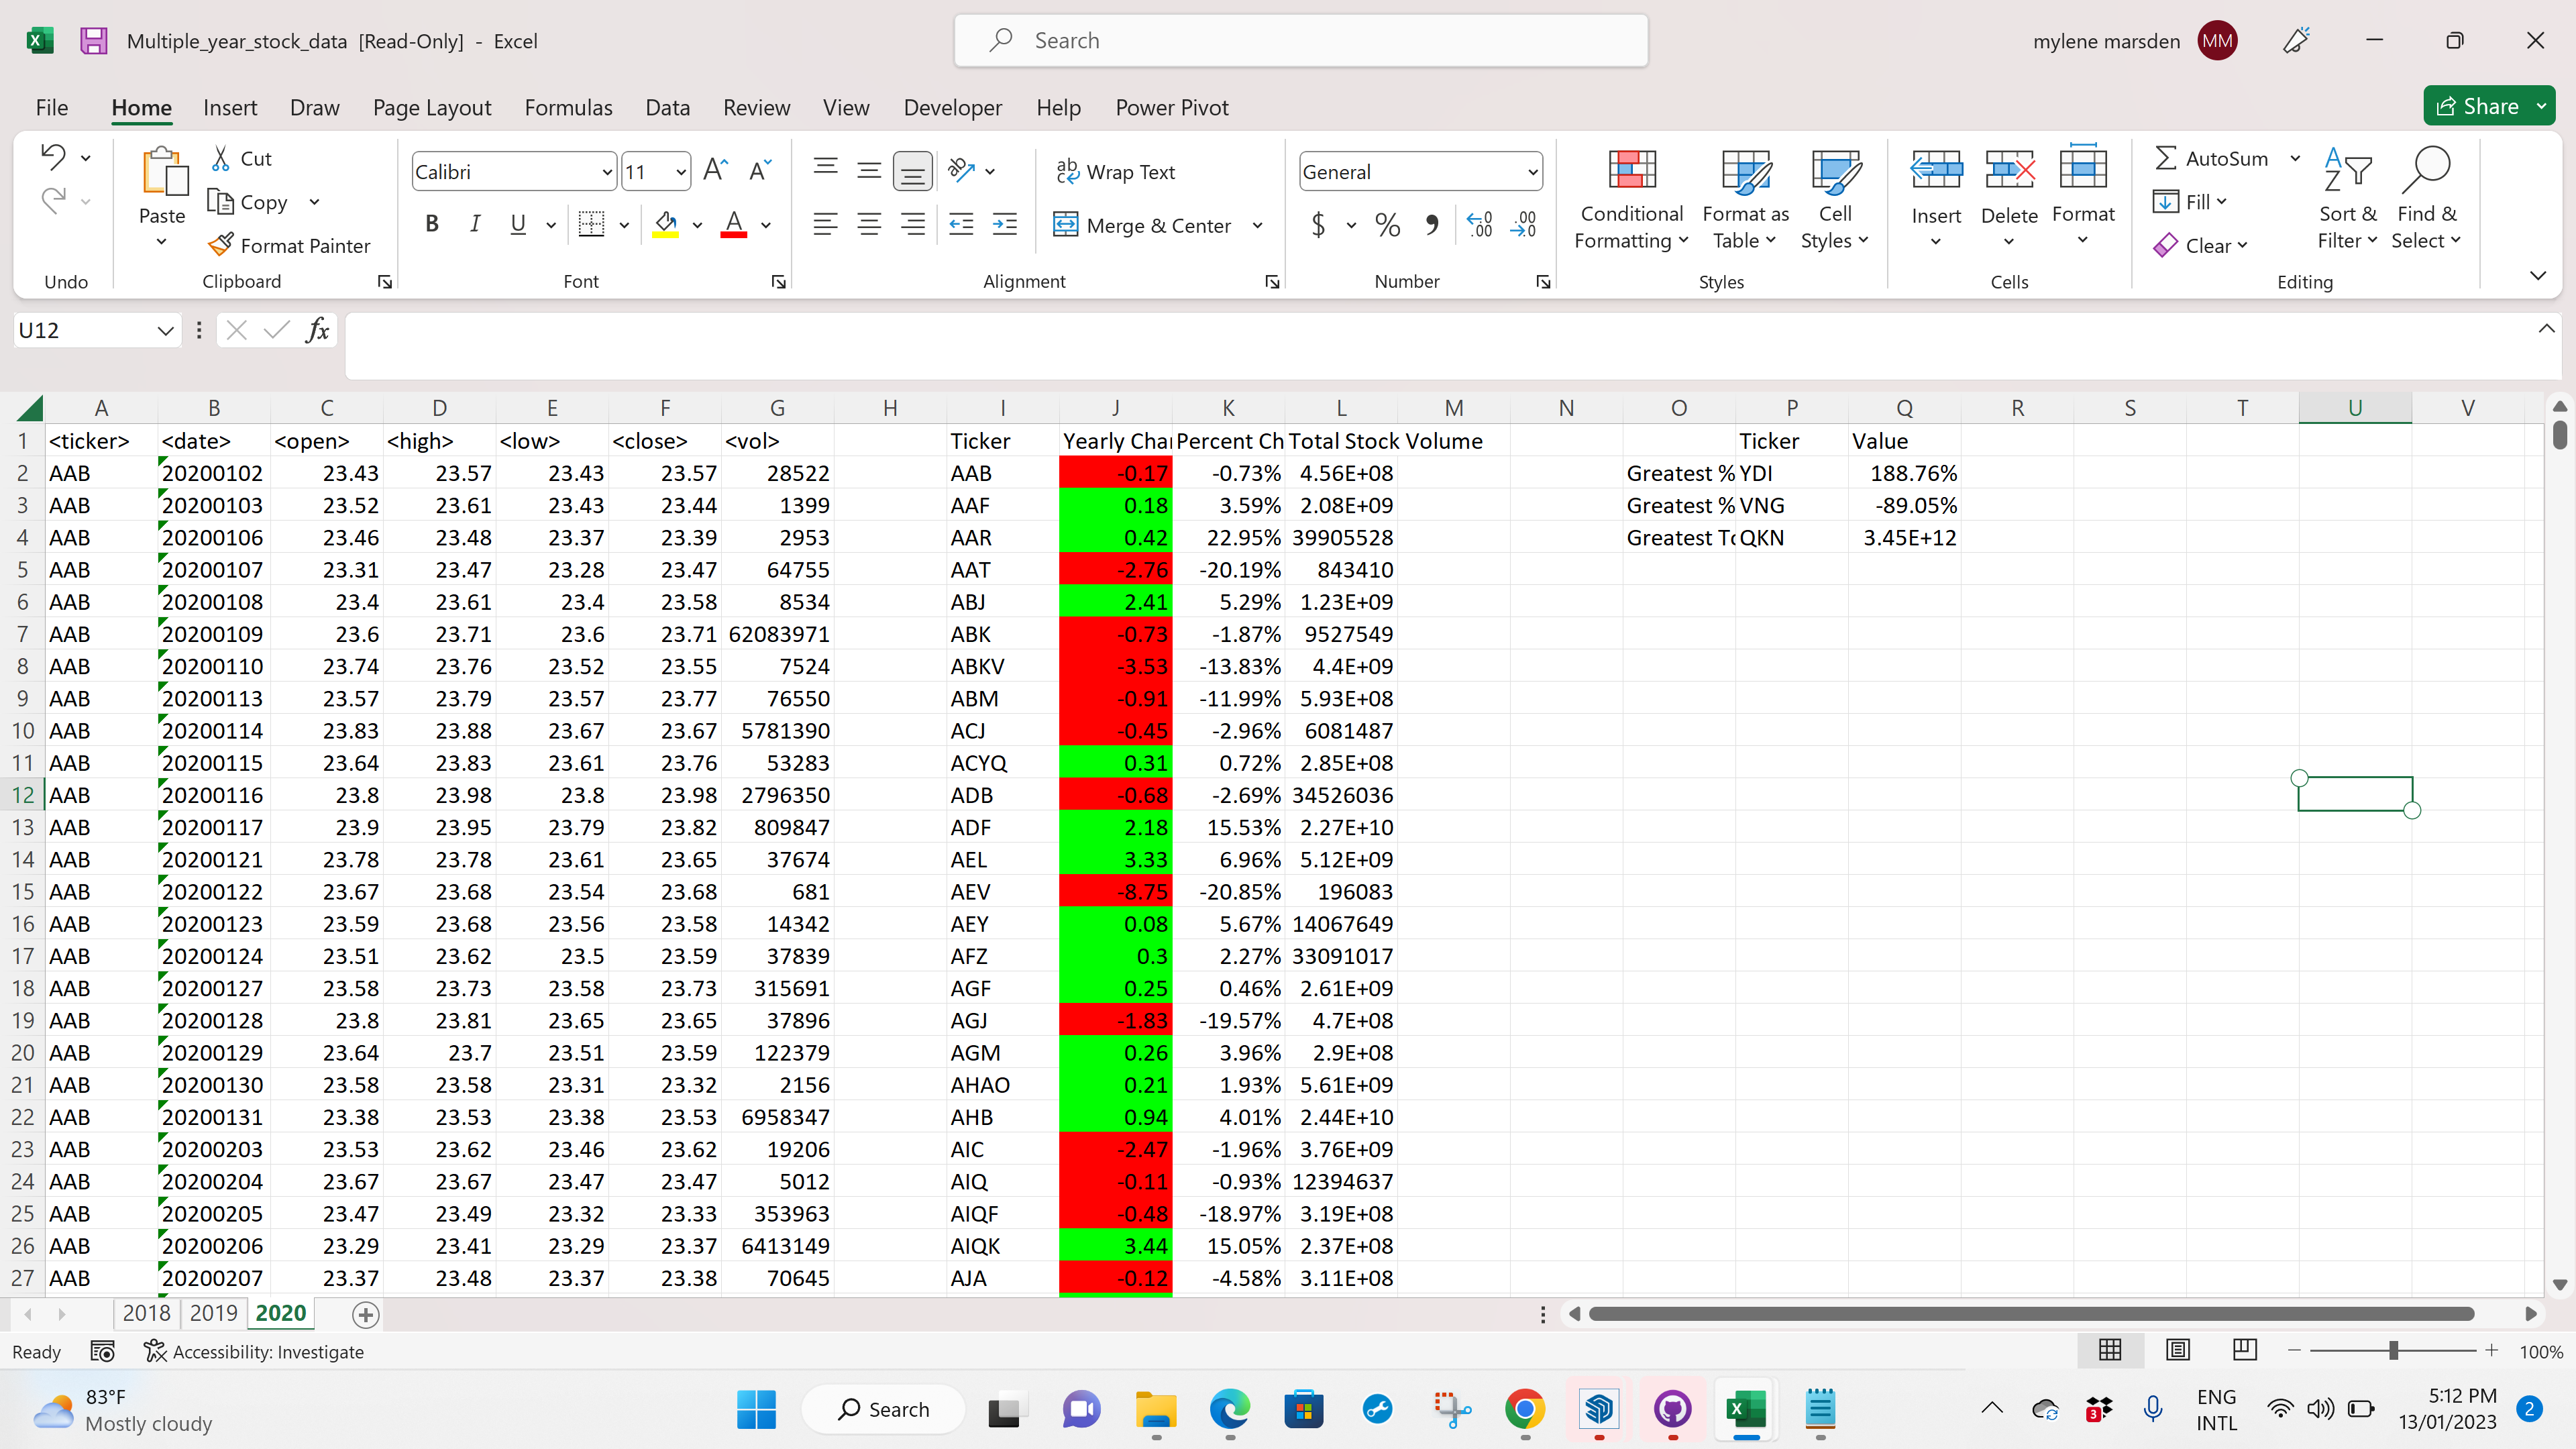 Multiple_year_stock_data [Read-Only] - Excel
Search
mylene marsden MM
File Home Insert Draw Page Layout Formulas Data Review View Developer Help Power Pivot
Share
Undo
Paste
Cut
Copy
Format Painter
Clipboard
Calibri 11
B I U
Font
Wrap Text
Merge & Center
Alignment
General
$ %
Number
Conditional Formatting
Format as Table
Cell Styles
Styles
Insert Delete Format
Cells
AutoSum
Fill
Clear
Sort & Filter
Find & Select
Editing
U12
fx
A B C D E F G H I J K L M N O P Q R S T U V
1 <ticker> <date> <open> <high> <low> <close> <vol> Ticker Yearly Cha Percent Ch Total Stock Volume Ticker Value
2 AAB 20200102 23.43 23.57 23.43 23.57 28522 AAB -0.17 -0.73% 4.56E+08 Greatest % YDI 188.76%
3 AAB 20200103 23.52 23.61 23.43 23.44 1399 AAF 0.18 3.59% 2.08E+09 Greatest % VNG -89.05%
4 AAB 20200106 23.46 23.48 23.37 23.39 2953 AAR 0.42 22.95% 39905528 Greatest To QKN 3.45E+12
5 AAB 20200107 23.31 23.47 23.28 23.47 64755 AAT -2.76 -20.19% 843410
6 AAB 20200108 23.4 23.61 23.4 23.58 8534 ABJ 2.41 5.29% 1.23E+09
7 AAB 20200109 23.6 23.71 23.6 23.71 62083971 ABK -0.73 -1.87% 9527549
8 AAB 20200110 23.74 23.76 23.52 23.55 7524 ABKV -3.53 -13.83% 4.4E+09
9 AAB 20200113 23.57 23.79 23.57 23.77 76550 ABM -0.91 -11.99% 5.93E+08
10 AAB 20200114 23.83 23.88 23.67 23.67 5781390 ACJ -0.45 -2.96% 6081487
11 AAB 20200115 23.64 23.83 23.61 23.76 53283 ACYQ 0.31 0.72% 2.85E+08
12 AAB 20200116 23.8 23.98 23.8 23.98 2796350 ADB -0.68 -2.69% 34526036
13 AAB 20200117 23.9 23.95 23.79 23.82 809847 ADF 2.18 15.53% 2.27E+10
14 AAB 20200121 23.78 23.78 23.61 23.65 37674 AEL 3.33 6.96% 5.12E+09
15 AAB 20200122 23.67 23.68 23.54 23.68 681 AEV -8.75 -20.85% 196083
16 AAB 20200123 23.59 23.68 23.56 23.58 14342 AEY 0.08 5.67% 14067649
17 AAB 20200124 23.51 23.62 23.5 23.59 37839 AFZ 0.3 2.27% 33091017
18 AAB 20200127 23.58 23.73 23.58 23.73 315691 AGF 0.25 0.46% 2.61E+09
19 AAB 20200128 23.8 23.81 23.65 23.65 37896 AGJ -1.83 -19.57% 4.7E+08
20 AAB 20200129 23.64 23.7 23.51 23.59 122379 AGM 0.26 3.96% 2.9E+08
21 AAB 20200130 23.58 23.58 23.31 23.32 2156 AHAO 0.21 1.93% 5.61E+09
22 AAB 20200131 23.38 23.53 23.38 23.53 6958347 AHB 0.94 4.01% 2.44E+10
23 AAB 20200203 23.53 23.62 23.46 23.62 19206 AIC -2.47 -1.96% 3.76E+09
24 AAB 20200204 23.67 23.67 23.47 23.47 5012 AIQ -0.11 -0.93% 12394637
25 AAB 20200205 23.47 23.49 23.32 23.33 353963 AIQF -0.48 -18.97% 3.19E+08
26 AAB 20200206 23.29 23.41 23.29 23.37 6413149 AIQK 3.44 15.05% 2.37E+08
27 AAB 20200207 23.37 23.48 23.37 23.38 70645 AJA -0.12 -4.58% 3.11E+08
2018 2019 2020
Ready Accessibility: Investigate 100%
83°F
Mostly cloudy
Search
3
ENG
INTL
5:12 PM
13/01/2023
2